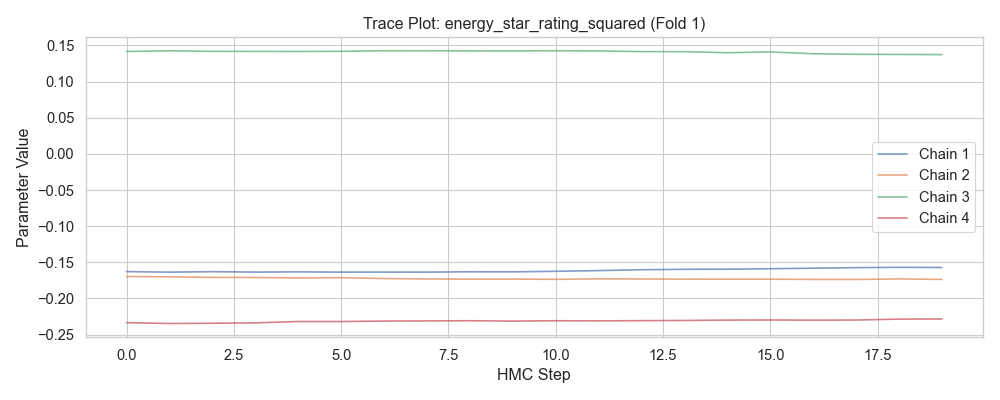 Trace Plot: energy_star_rating_squared (Fold 1)
Parameter Value
0.15
0.10
0.05
0.00
−0.05
−0.10
−0.15
−0.20
−0.25
Chain 1
Chain 2
Chain 3
Chain 4
0.0 2.5 5.0 7.5 10.0 12.5 15.0 17.5
HMC Step